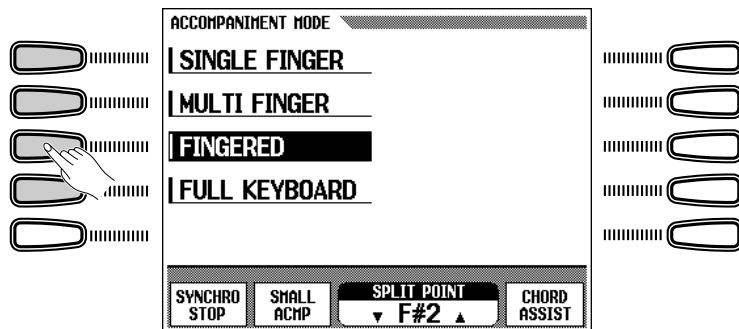 ACCOMPANIMENT MODE
SINGLE FINGER
MULTI FINGER
FINGERED
FULL KEYBOARD
SYNCHRO STOP
SMALL ACMP
SPLIT POINT
▼ F#2 ▲
CHORD ASSIST